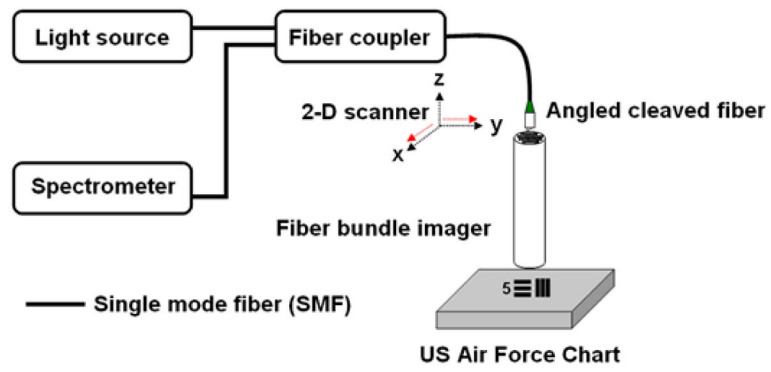 Light source
Fiber coupler
z
2-D scanner
y
x
Angled cleaved fiber
Spectrometer
Fiber bundle imager
5
Single mode fiber (SMF)
US Air Force Chart